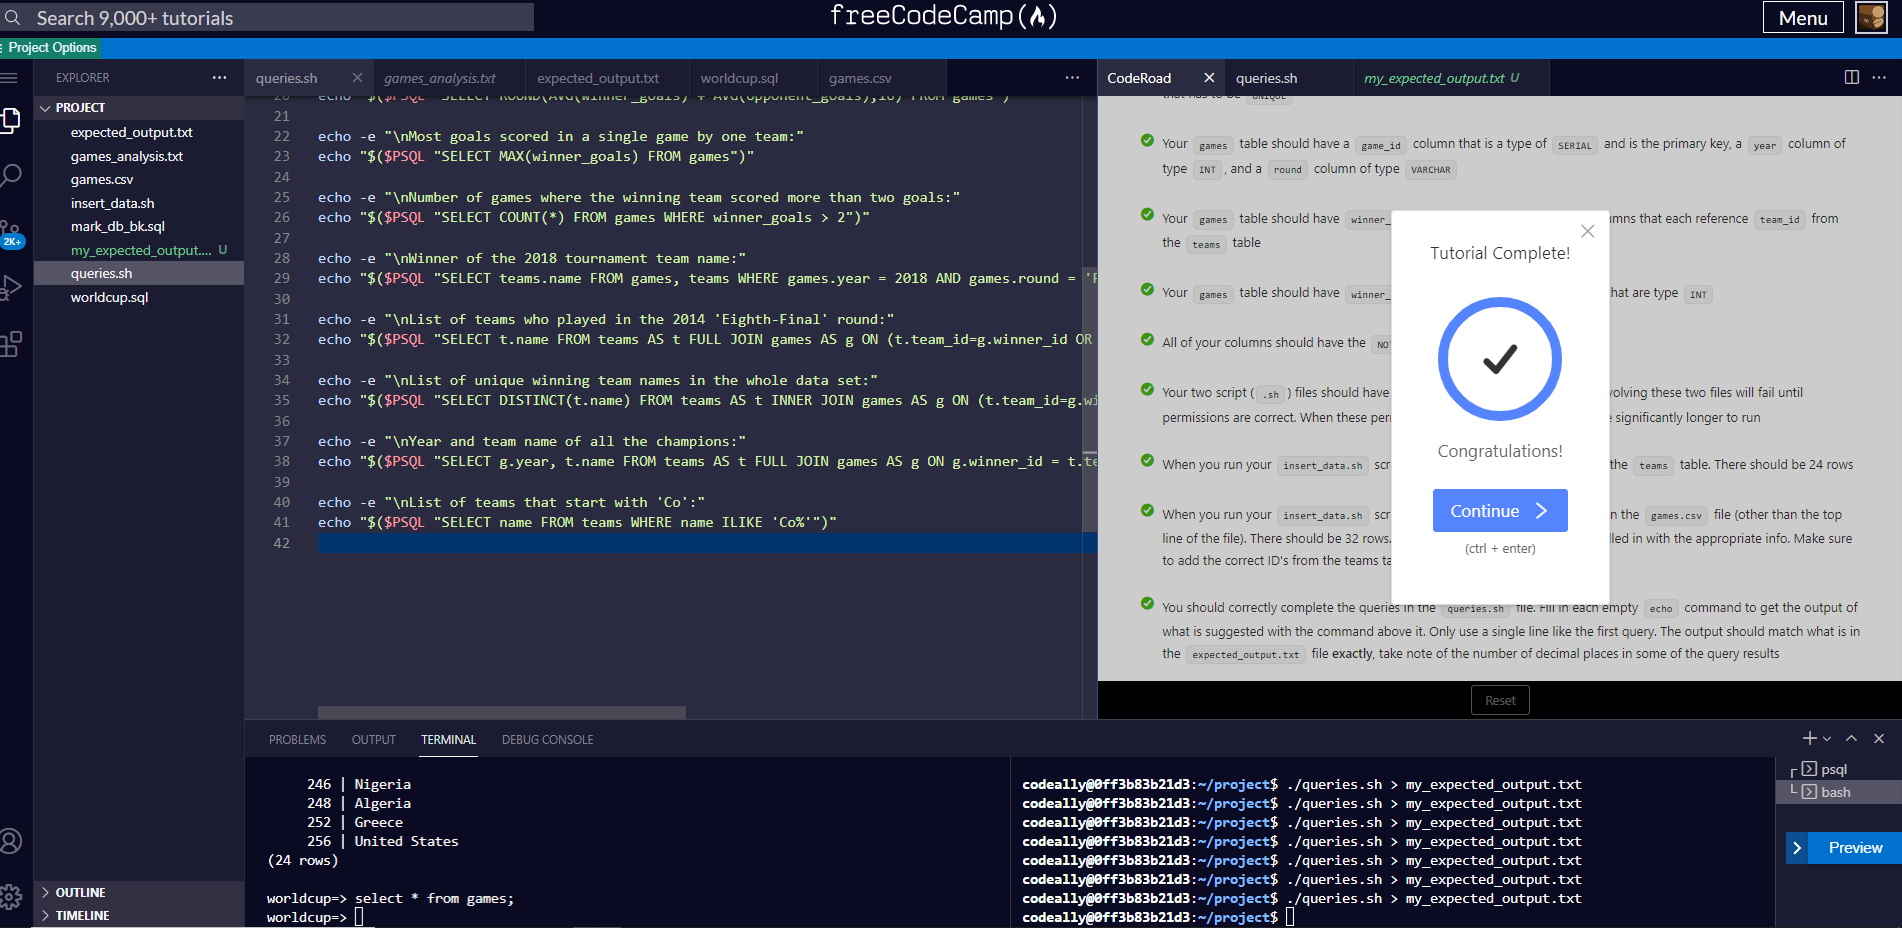 Search 9,000+ tutorials
freeCodeCamp
Menu
Project Options
EXPLORER
PROJECT
expected_output.txt
games_analysis.txt
games.csv
insert_data.sh
mark_db_bk.sql
my_expected_output.... U
queries.sh
worldcup.sql
2K+
OUTLINE
TIMELINE
queries.sh
games_analysis.txt
expected_output.txt
worldcup.sql
games.csv
20 echo "$($PSQL "SELECT ROUND(AVG(winner_goals) + AVG(opponent_goals),16) FROM games")"
21
22 echo -e "\nMost goals scored in a single game by one team:"
23 echo "$($PSQL "SELECT MAX(winner_goals) FROM games")"
24
25 echo -e "\nNumber of games where the winning team scored more than two goals:"
26 echo "$($PSQL "SELECT COUNT(*) FROM games WHERE winner_goals > 2")"
27
28 echo -e "\nWinner of the 2018 tournament team name:"
29 echo "$($PSQL "SELECT teams.name FROM games, teams WHERE games.year = 2018 AND games.round = 'F
30
31 echo -e "\nList of teams who played in the 2014 'Eighth-Final' round:"
32 echo "$($PSQL "SELECT t.name FROM teams AS t FULL JOIN games AS g ON (t.team_id=g.winner_id OR
33
34 echo -e "\nList of unique winning team names in the whole data set:"
35 echo "$($PSQL "SELECT DISTINCT(t.name) FROM teams AS t INNER JOIN games AS g ON (t.team_id=g.wi
36
37 echo -e "\nYear and team name of all the champions:"
38 echo "$($PSQL "SELECT g.year, t.name FROM teams AS t FULL JOIN games AS g ON g.winner_id = t.te
39
40 echo -e "\nList of teams that start with 'Co':"
41 echo "$($PSQL "SELECT name FROM teams WHERE name ILIKE 'Co%'")"
42
CodeRoad
queries.sh
my_expected_output.txt U
that has to be UNIQUE
Your games table should have a game_id column that is a type of SERIAL and is the primary key, a year column of
type INT , and a round column of type VARCHAR
Your games table should have winner_ umns that each reference team_id from
the teams table
Your games table should have winner_ hat are type INT
All of your columns should have the NO
Your two script ( .sh ) files should have volving these two files will fail until
permissions are correct. When these per e significantly longer to run
When you run your insert_data.sh scr the teams table. There should be 24 rows
When you run your insert_data.sh scr n the games.csv file (other than the top
line of the file). There should be 32 rows. lled in with the appropriate info. Make sure
to add the correct ID's from the teams ta
You should correctly complete the queries in the queries.sh file. Fill in each empty echo command to get the output of
what is suggested with the command above it. Only use a single line like the first query. The output should match what is in
the expected_output.txt file exactly, take note of the number of decimal places in some of the query results
Tutorial Complete!
Congratulations!
Continue
(ctrl + enter)
Reset
PROBLEMS
OUTPUT
TERMINAL
DEBUG CONSOLE
246 | Nigeria
248 | Algeria
252 | Greece
256 | United States
(24 rows)
worldcup=> select * from games;
worldcup=>
codeally@0ff3b83b21d3:~/project$ ./queries.sh > my_expected_output.txt
codeally@0ff3b83b21d3:~/project$ ./queries.sh > my_expected_output.txt
codeally@0ff3b83b21d3:~/project$ ./queries.sh > my_expected_output.txt
codeally@0ff3b83b21d3:~/project$ ./queries.sh > my_expected_output.txt
codeally@0ff3b83b21d3:~/project$ ./queries.sh > my_expected_output.txt
codeally@0ff3b83b21d3:~/project$ ./queries.sh > my_expected_output.txt
codeally@0ff3b83b21d3:~/project$ ./queries.sh > my_expected_output.txt
codeally@0ff3b83b21d3:~/project$
psql
bash
Preview